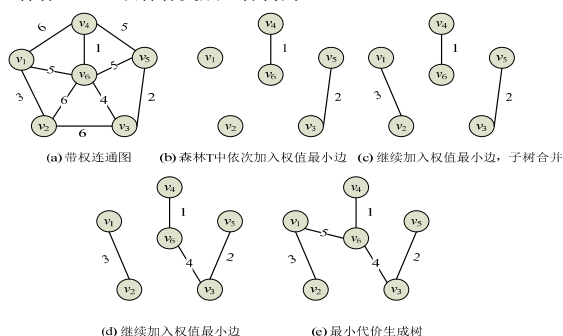 6
v4
5
v1
1
v5
5
v6
5
3
6
4
2
v2
6
v3
v4
v1
1
v5
v6
2
v2
v3
v4
v1
1
v5
v6
3
2
v2
v3
(a) 带权连通图
(b) 森林T中依次加入权值最小边
(c) 继续加入权值最小边，子树合并
v4
v1
1
v5
v6
3
4
2
v2
v3
v4
v1
1
v5
5
v6
3
4
2
v2
v3
(d) 继续加入权值最小边
(e) 最小代价生成树